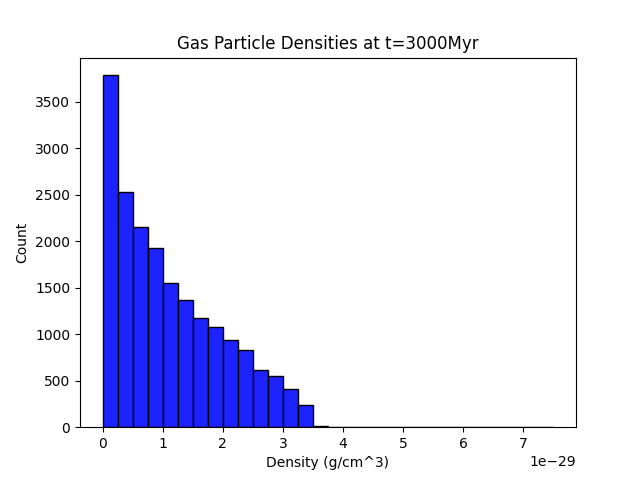 Gas Particle Densities at t=3000Myr
Count
3500
3000
2500
2000
1500
1000
500
0
0 1 2 3 4 5 6 7
Density (g/cm^3)
1e−29